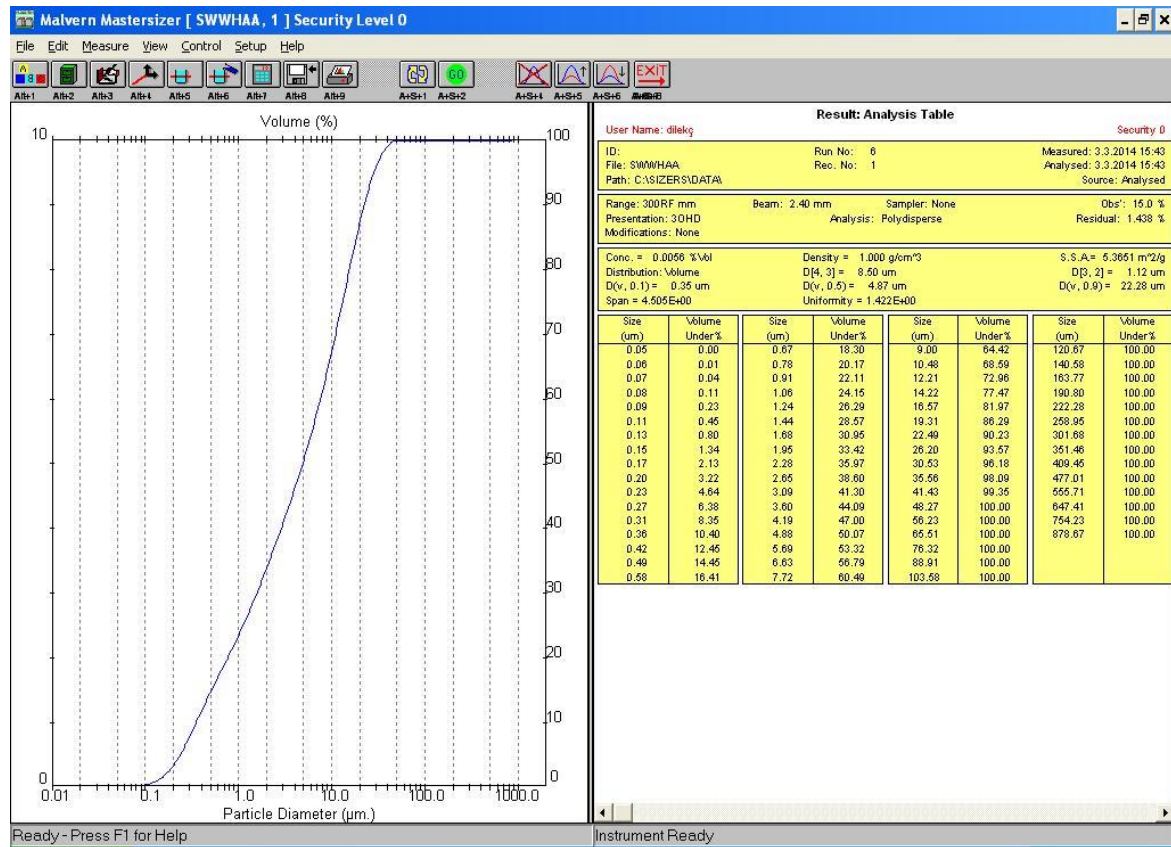 Malvern Mastersizer [ SWWHAA, 1 ] Security Level 0
File Edit Measure View Control Setup Help
EXIT
GO
Alt+1 Alt+2 Alt+3 Alt+4 Alt+5 Alt+6 Alt+7 Alt+8 Alt+9 A+S+1 A+S+2 A+S+4 A+S+5 A+S+6
Volume (%)
10 100
90
80
70
60
50
40
30
20
10
0 0
0.01 0.1 1.0 10.0 100.0 1000.0
Particle Diameter (µm.)
Result: Analysis Table
User Name: dilekç Security 0
ID: Run No: 6 Measured: 3.3.2014 15:43
File: SWWHAA Rec. No: 1 Analysed: 3.3.2014 15:43
Path: C:\SIZERS\DATA\ Source: Analysed
Range: 300RF mm Beam: 2.40 mm Sampler: None Obs': 15.0 %
Presentation: 3OHD Analysis: Polydisperse Residual: 1.438 %
Modifications: None
Conc. = 0.0056 %Vol Density = 1.000 g/cm^3 S.S.A.= 5.3651 m^2/g
Distribution: Volume D[4, 3] = 8.50 um D[3, 2] = 1.12 um
D(v, 0.1) = 0.35 um D(v, 0.5) = 4.87 um D(v, 0.9) = 22.28 um
Span = 4.505E+00 Uniformity = 1.422E+00
Size Volume Size Volume Size Volume Size Volume
(um) Under% (um) Under% (um) Under% (um) Under%
0.05 0.00 0.67 18.30 9.00 64.42 120.67 100.00
0.06 0.01 0.78 20.17 10.48 68.59 140.58 100.00
0.07 0.04 0.91 22.11 12.21 72.96 163.77 100.00
0.08 0.11 1.06 24.15 14.22 77.47 190.80 100.00
0.09 0.23 1.24 26.29 16.57 81.97 222.28 100.00
0.11 0.45 1.44 28.57 19.31 86.29 258.95 100.00
0.13 0.80 1.68 30.95 22.49 90.23 301.68 100.00
0.15 1.34 1.95 33.42 26.20 93.57 351.46 100.00
0.17 2.13 2.28 35.97 30.53 96.18 409.45 100.00
0.20 3.22 2.65 38.60 35.56 98.09 477.01 100.00
0.23 4.64 3.09 41.30 41.43 99.35 555.71 100.00
0.27 6.38 3.60 44.09 48.27 100.00 647.41 100.00
0.31 8.35 4.19 47.00 56.23 100.00 754.23 100.00
0.36 10.40 4.88 50.07 65.51 100.00 878.67 100.00
0.42 12.45 5.69 53.32 76.32 100.00
0.49 14.45 6.63 56.79 88.91 100.00
0.58 16.41 7.72 60.49 103.58 100.00
Ready - Press F1 for Help Instrument Ready